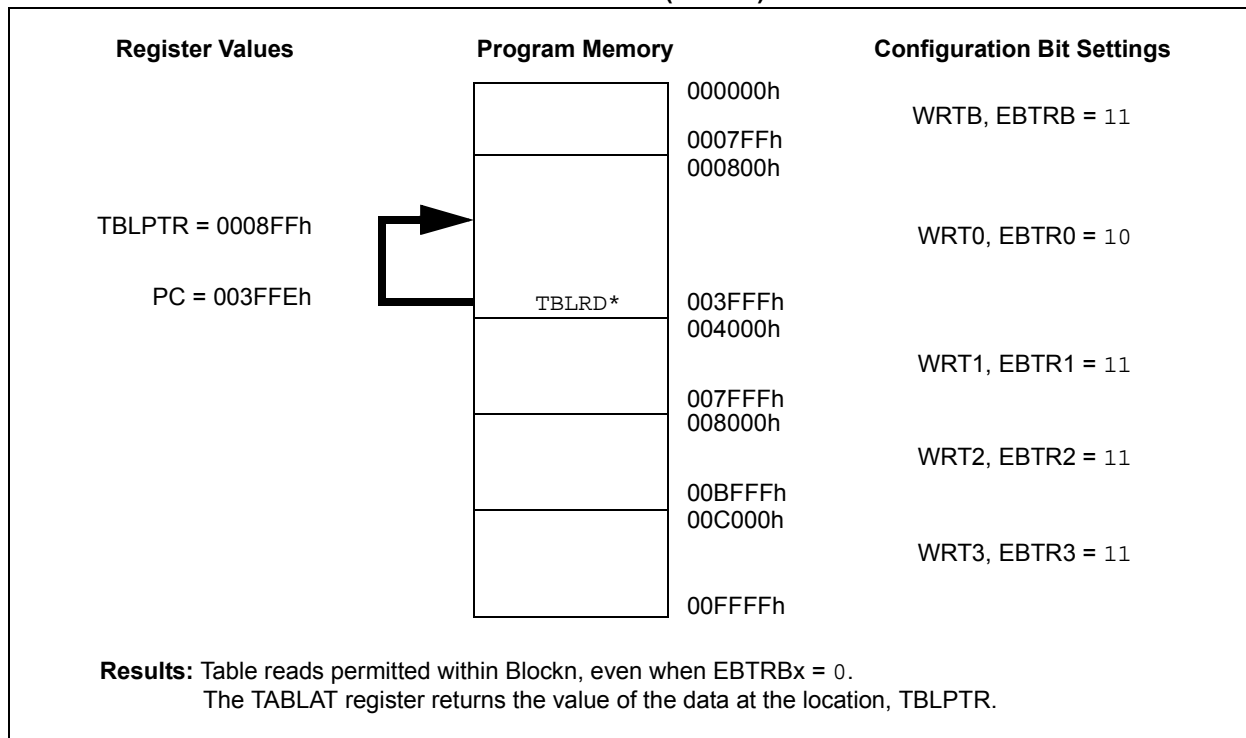 Register Values Program Memory Configuration Bit Settings
000000h
WRTB, EBTRB = 11
0007FFh
000800h
TBLPTR = 0008FFh
WRT0, EBTR0 = 10
PC = 003FFEh
TBLRD*
003FFFh
004000h
WRT1, EBTR1 = 11
007FFFh
008000h
WRT2, EBTR2 = 11
00BFFFh
00C000h
WRT3, EBTR3 = 11
00FFFFh
Results: Table reads permitted within Blockn, even when EBTRBx = 0.
The TABLAT register returns the value of the data at the location, TBLPTR.